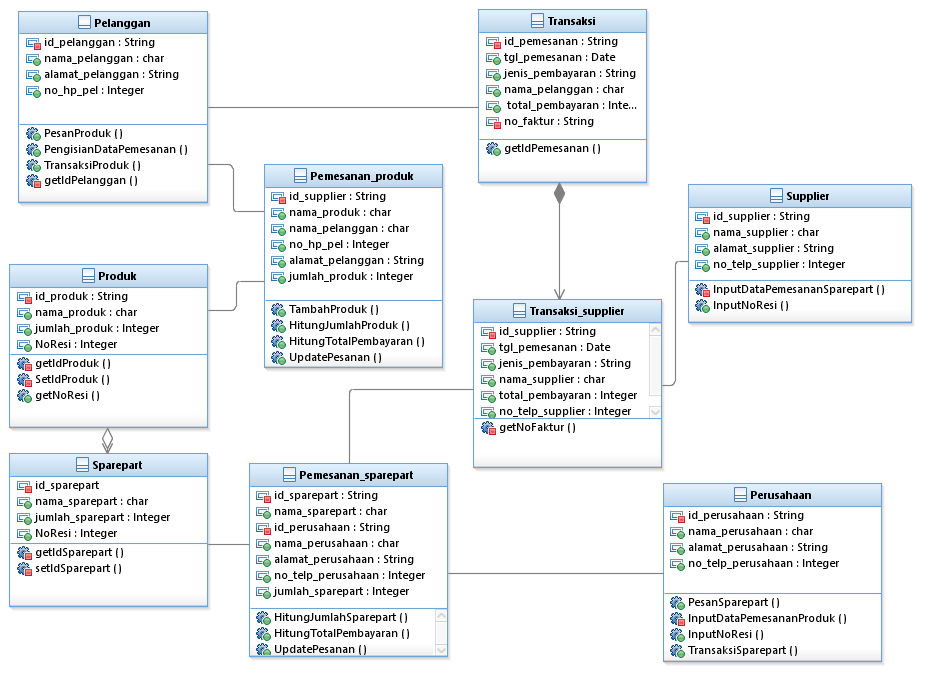 Pelanggan
id_pelanggan : String
nama_pelanggan : char
alamat_pelanggan : String
no_hp_pel : Integer
PesanProduk ()
PengisianDataPemesanan ()
TransaksiProduk ()
getIdPelanggan ()
Transaksi
id_pemesanan : String
tgl_pemesanan : Date
jenis_pembayaran : String
nama_pelanggan : char
total_pembayaran : Inte...
no_faktur : String
getIdPemesanan ()
Pemesanan_produk
id_supplier : String
nama_produk : char
nama_pelanggan : char
no_hp_pel : Integer
alamat_pelanggan : String
jumlah_produk : Integer
TambahProduk ()
HitungJumlahProduk ()
HitungTotalPembayaran ()
UpdatePesanan ()
Supplier
id_supplier : String
nama_supplier : char
alamat_supplier : String
no_telp_supplier : Integer
InputDataPemesananSparepart ()
InputNoResi ()
Produk
id_produk : String
nama_produk : char
jumlah_produk : Integer
NoResi : Integer
getIdProduk ()
SetIdProduk ()
getNoResi ()
Transaksi_supplier
id_supplier : String
tgl_pemesanan : Date
jenis_pembayaran : String
nama_supplier : char
total_pembayaran : Integer
no_telp_supplier : Integer
getNoFaktur ()
Sparepart
id_sparepart
nama_sparepart : char
jumlah_sparepart : Integer
NoResi : Integer
getIdSparepart ()
setIdSparepart ()
Pemesanan_sparepart
id_sparepart : String
nama_sparepart : char
id_perusahaan : String
nama_perusahaan : char
alamat_perusahaan : String
no_telp_perusahaan : Integer
jumlah_sparepart : Integer
HitungJumlahSparepart ()
HitungTotalPembayaran ()
UpdatePesanan ()
Perusahaan
id_perusahaan : String
nama_perusahaan : char
alamat_perusahaan : String
no_telp_perusahaan : Integer
PesanSparepart ()
InputDataPemesananProduk ()
InputNoResi ()
TransaksiSparepart ()